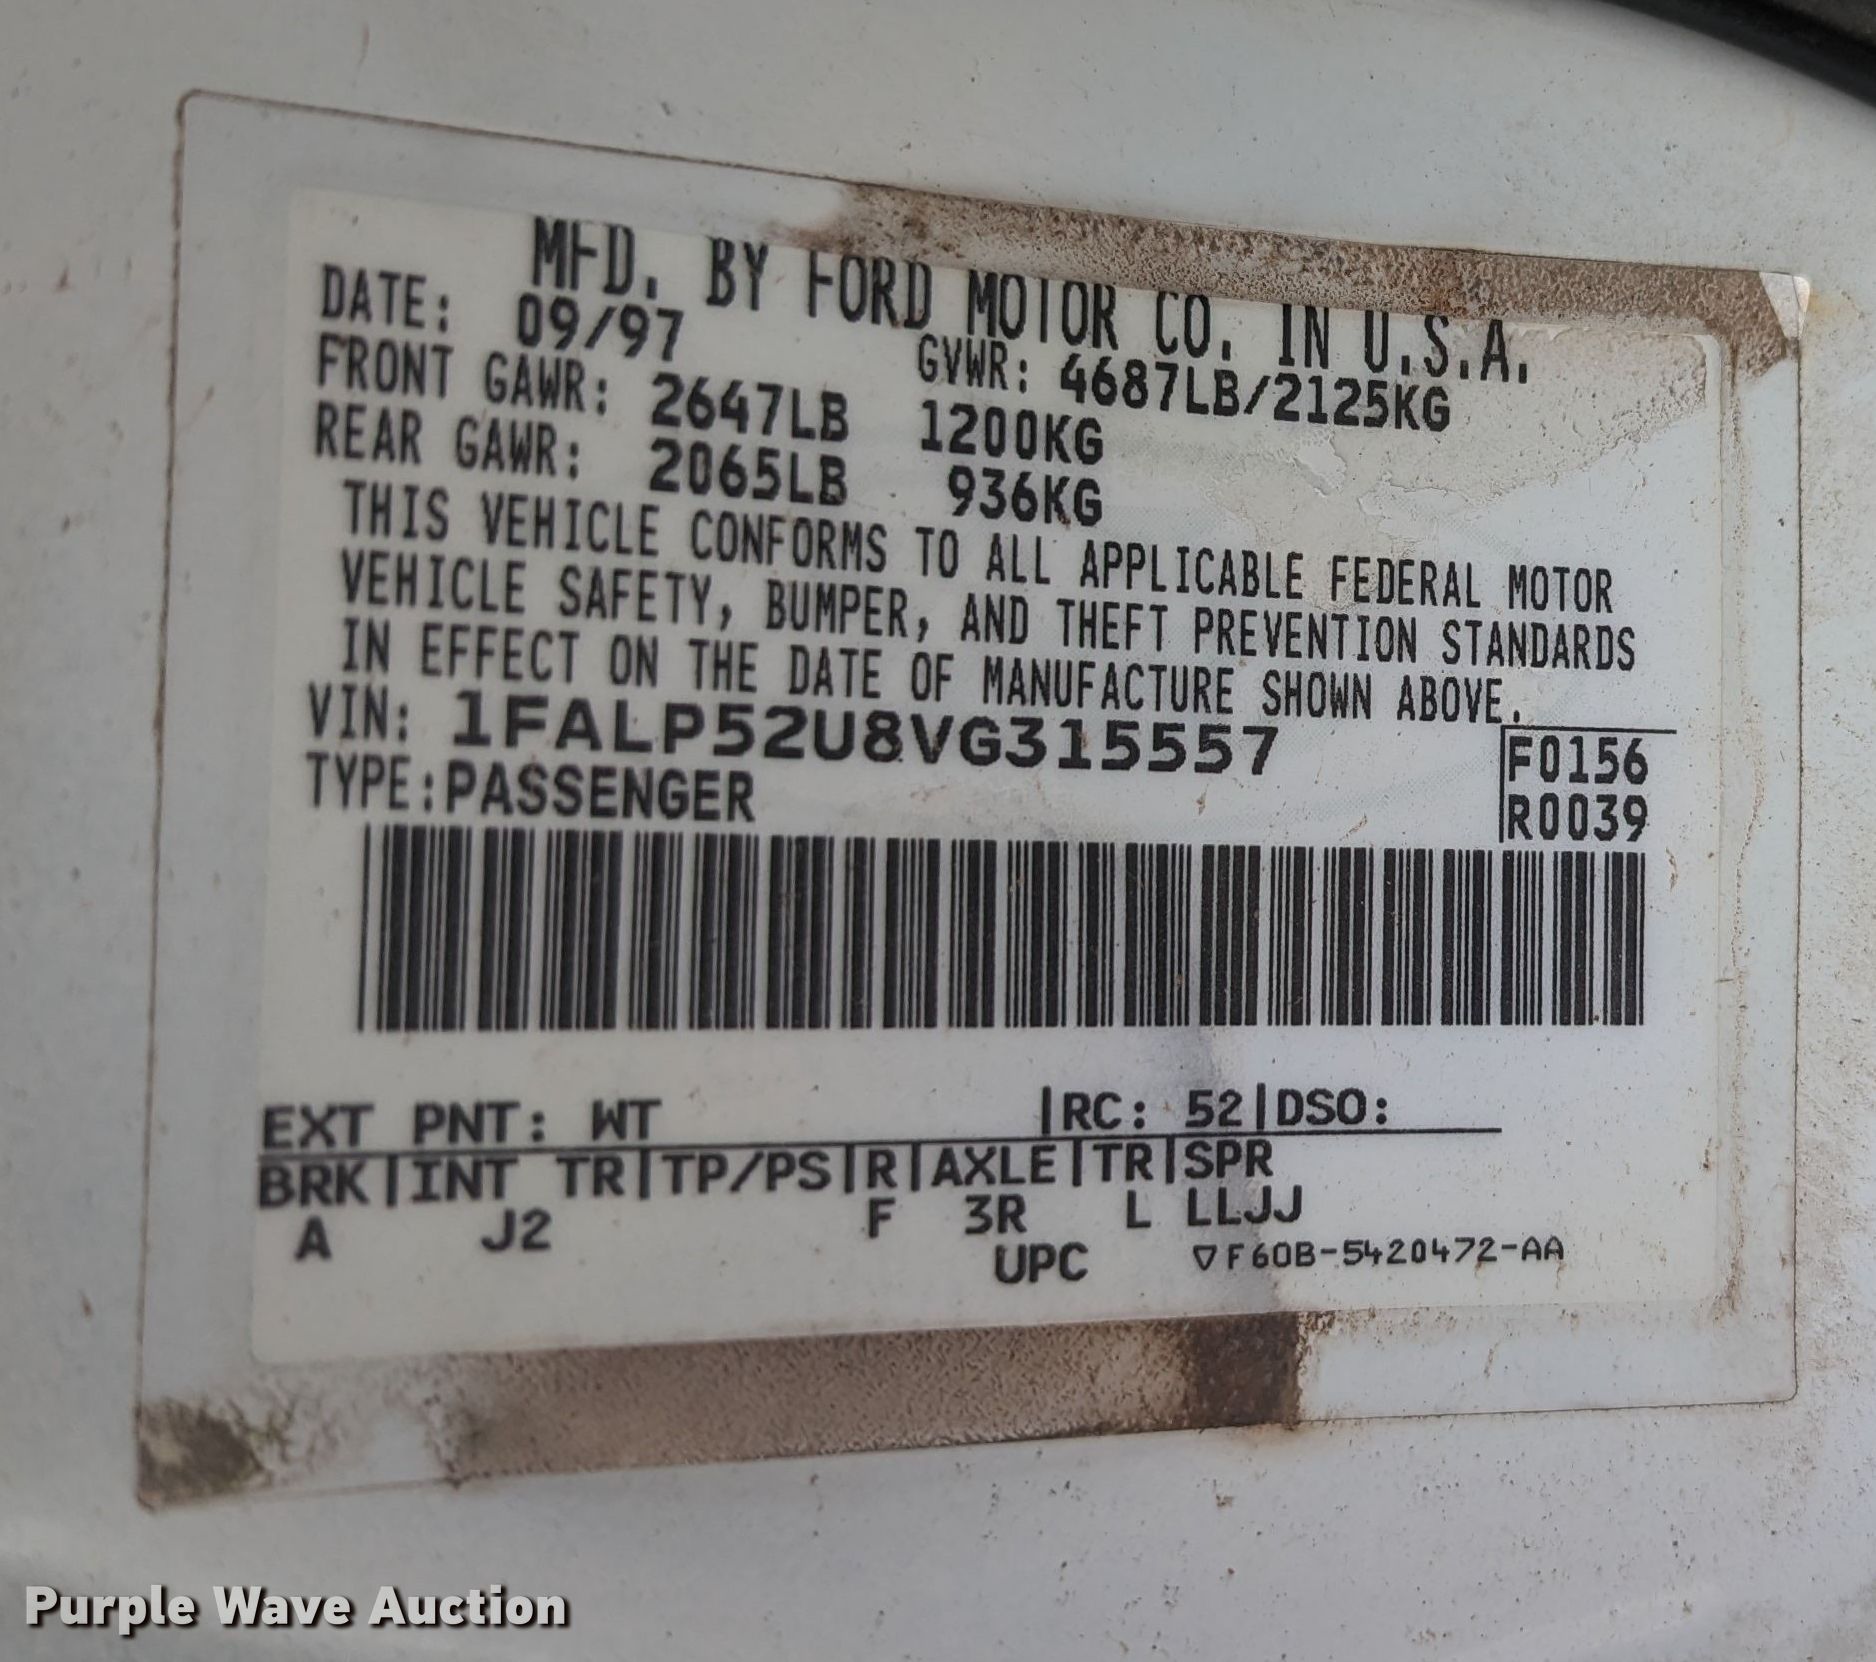 MFD. BY FORD MOTOR CO. IN U.S.A.
DATE: 09/97 GVWR: 4687LB/2125KG
FRONT GAWR: 2647LB 1200KG
REAR GAWR: 2065LB 936KG
THIS VEHICLE CONFORMS TO ALL APPLICABLE FEDERAL MOTOR
VEHICLE SAFETY, BUMPER, AND THEFT PREVENTION STANDARDS
IN EFFECT ON THE DATE OF MANUFACTURE SHOWN ABOVE.
VIN: 1FALP52U8VG315557
F0156
TYPE: PASSENGER
R0039
EXT PNT: WT |RC: 52|DSO:
BRK|INT TR|TP/PS|R|AXLE|TR|SPR
A J2 F 3R L LLJJ
UPC ▽F60B-5420472-AA
Purple Wave Auction